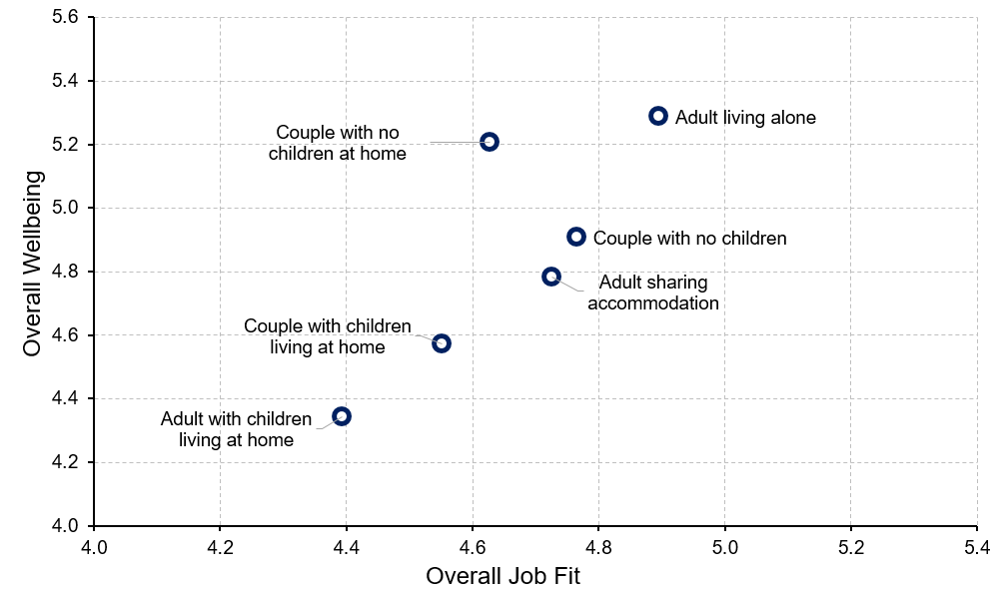 5.6
5.4
5.2
5.0
4.8
4.6
4.4
4.2
4.0
Overall Wellbeing
Adult living alone
Couple with no
children at home
Couple with no children
Adult sharing
accommodation
Couple with children
living at home
Adult with children
living at home
4.0 4.2 4.4 4.6 4.8 5.0 5.2 5.4
Overall Job Fit